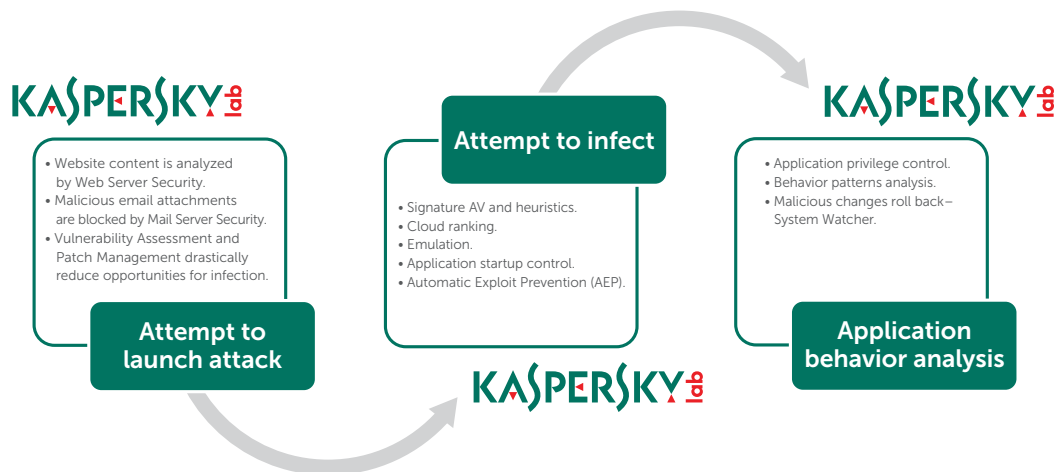 KASPERSKY lab
• Website content is analyzed
by Web Server Security.
• Malicious email attachments
are blocked by Mail Server Security.
• Vulnerability Assessment and
Patch Management drastically
reduce opportunities for infection.
Attempt to
launch attack
Attempt to infect
• Signature AV and heuristics.
• Cloud ranking.
• Emulation.
• Application startup control.
• Automatic Exploit Prevention (AEP).
KASPERSKY lab
KASPERSKY lab
• Application privilege control.
• Behavior patterns analysis.
• Malicious changes roll back–
System Watcher.
Application
behavior analysis